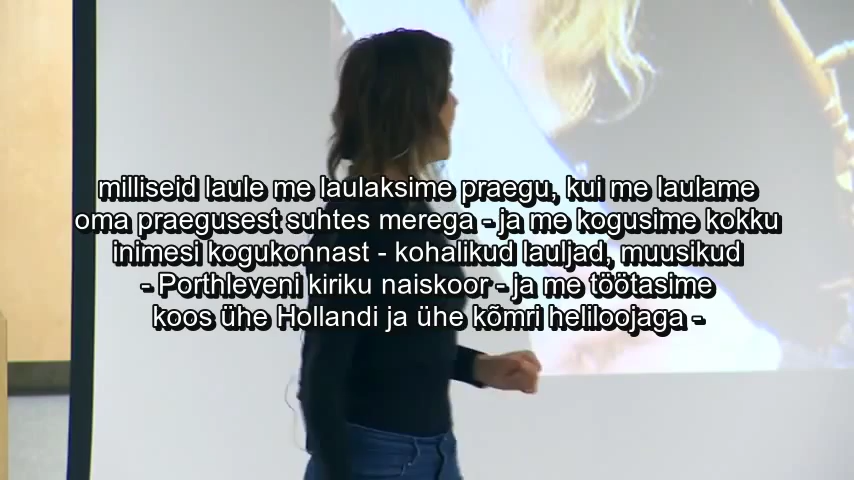 milliseid laule me laulaksime praegu, kui me laulame
oma praegusest suhtes merega - ja me kogusime kokku
inimesi kogukonnast - kohalikud lauljad, muusikud
- Porthleveni kiriku naiskoor - ja me töötasime
koos ühe Hollandi ja ühe kõmri heliloojaga -